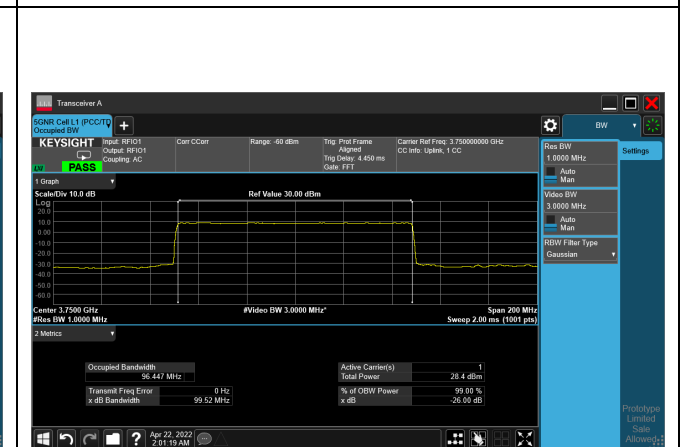 Transceiver A
5GNR Cell L1 (PCC/TD
Occupied BW
+
BW
KEYSIGHT
Input: RFIO1
Output: RFIO1
Coupling: AC
Corr CCorr
Range: -60 dBm
Trig: Prot Frame
Aligned
Trig Delay: 4.450 ms
Gate: FFT
Carrier Ref Freq: 3.750000000 GHz
CC Info: Uplink, 1 CC
LW
PASS
1 Graph
Scale/Div 10.0 dB
Ref Value 30.00 dBm
Log
20.0
10.0
0.00
-10.0
-20.0
-30.0
-40.0
-50.0
-60.0
Center 3.7500 GHz
#Video BW 3.0000 MHz*
Span 200 MHz
#Res BW 1.0000 MHz
Sweep 2.00 ms (1001 pts)
2 Metrics
Occupied Bandwidth
96.447 MHz
Transmit Freq Error 0 Hz
x dB Bandwidth 99.52 MHz
Active Carrier(s) 1
Total Power 28.4 dBm
% of OBW Power 99.00 %
x dB -26.00 dB
Res BW
1.0000 MHz
Auto
Man
Video BW
3.0000 MHz
Auto
Man
RBW Filter Type
Gaussian
Settings
Prototype
Limited
Sale
Allowed
?
Apr 22, 2022
2:01:19 AM